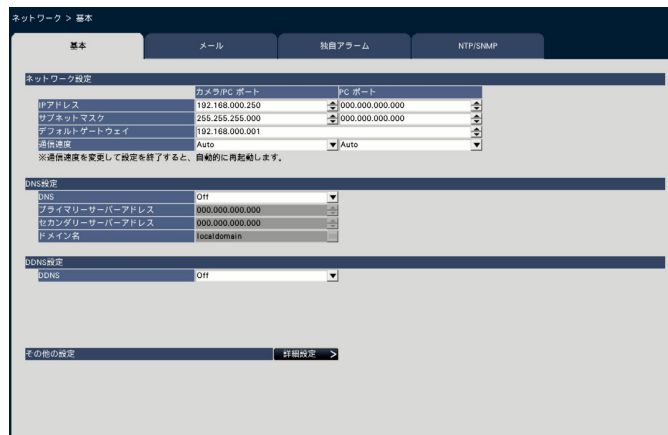 ネットワーク > 基本
基本 メール 独自アラーム NTP/SNMP
ネットワーク設定
カメラ/PC ポート PC ポート
IPアドレス 192.168.000.250 000.000.000.000
サブネットマスク 255.255.255.000 000.000.000.000
デフォルトゲートウェイ 192.168.000.001
通信速度 Auto Auto
※通信速度を変更して設定を終了すると、自動的に再起動します。
DNS設定
DNS Off
プライマリーサーバーアドレス 000.000.000.000
セカンダリーサーバーアドレス 000.000.000.000
ドメイン名 localdomain
DDNS設定
DDNS Off
その他の設定 詳細設定 >